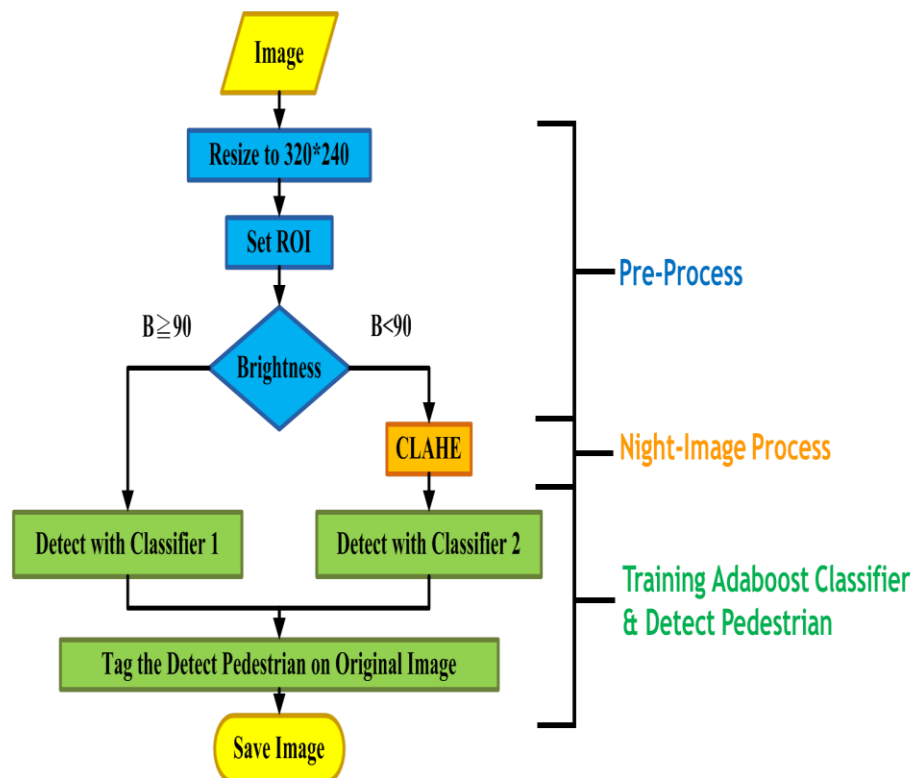 Image
Resize to 320*240
Set ROI
Pre-Process
B≧90
B<90
Brightness
CLAHE
Night-Image Process
Detect with Classifier 1
Detect with Classifier 2
Training Adaboost Classifier
& Detect Pedestrian
Tag the Detect Pedestrian on Original Image
Save Image